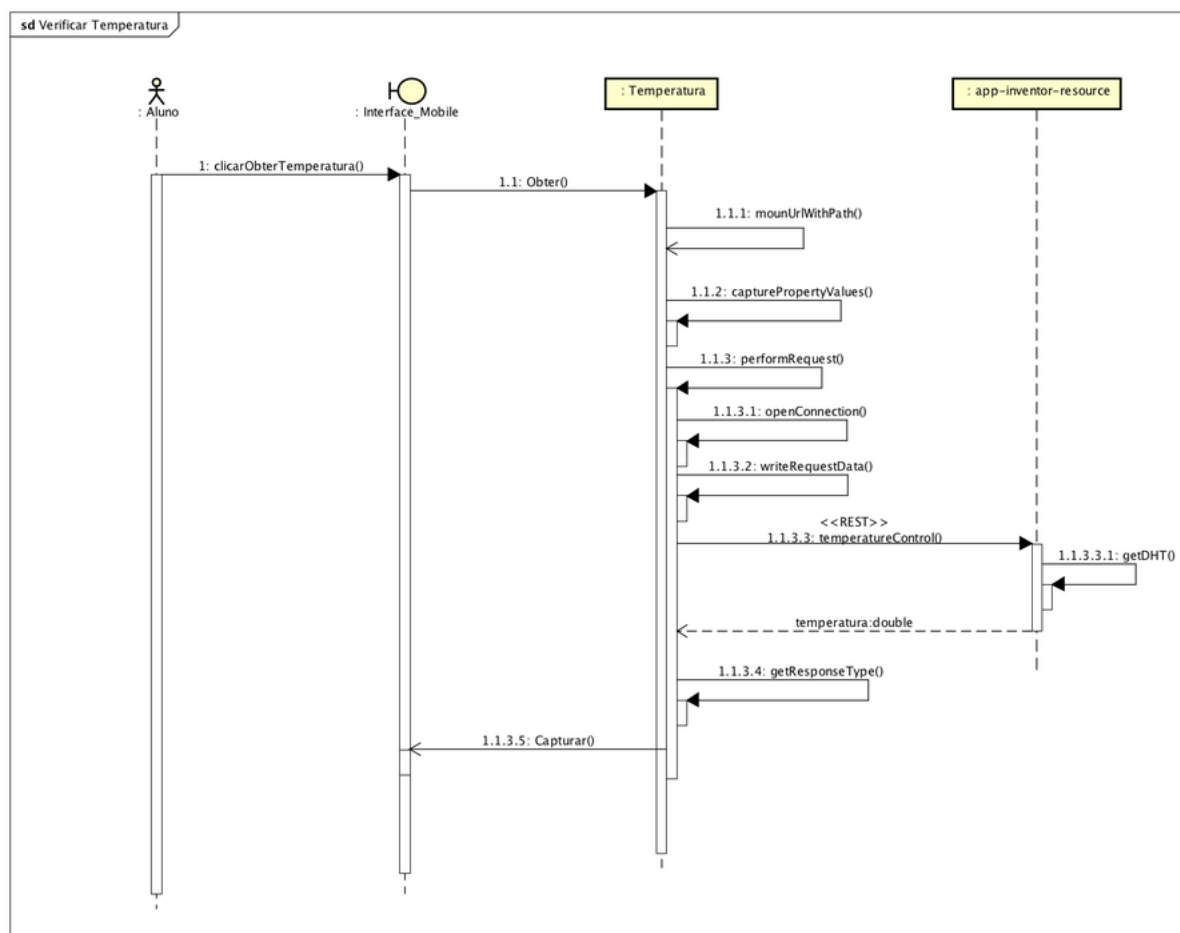 sd Verificar Temperatura
: Aluno
: Interface_Mobile
: Temperatura
: app-inventor-resource
1: clicarObterTemperatura()
1.1: Obter()
1.1.1: mounUrlWithPath()
1.1.2: capturePropertyValues()
1.1.3: performRequest()
1.1.3.1: openConnection()
1.1.3.2: writeRequestData()
<<REST>>
1.1.3.3: temperatureControl()
1.1.3.3.1: getDHT()
temperatura:double
1.1.3.4: getResponseType()
1.1.3.5: Capturar()